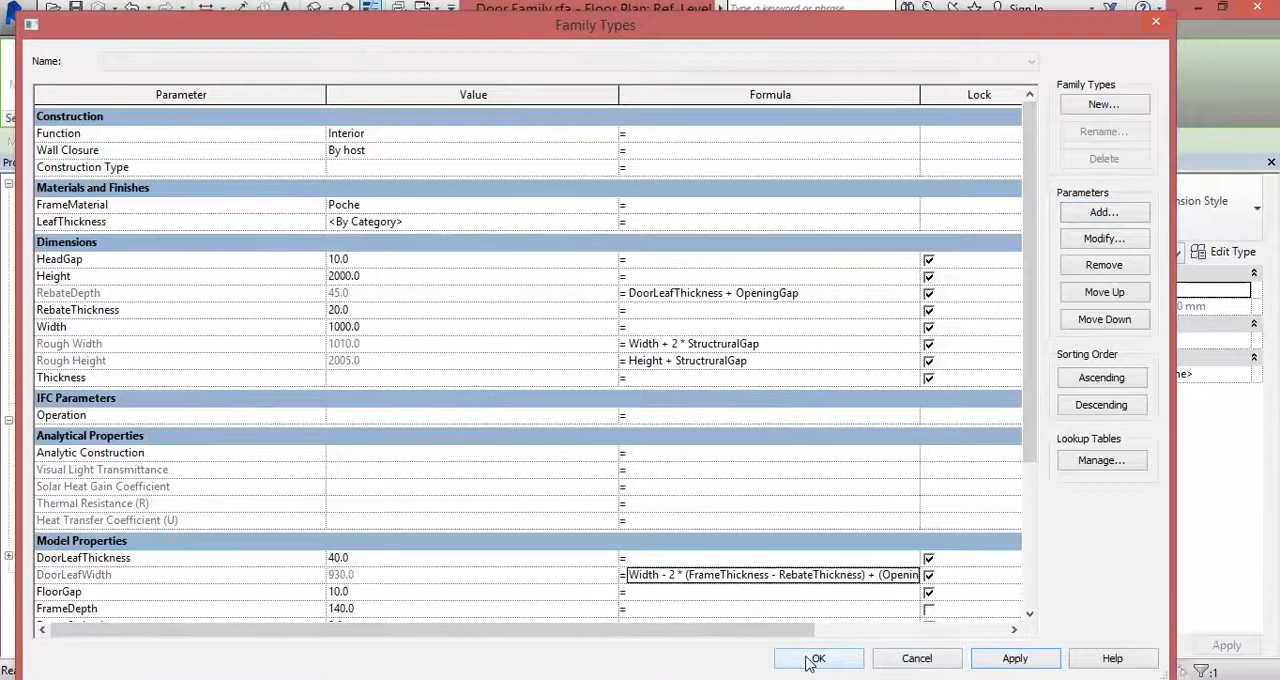 Door Family.rfa - Floor Plan: Ref. Level
Type a keyword or phrase
Sign In
Family Types
Name:
Parameter Value Formula Lock
Construction
Function Interior =
Wall Closure By host =
Construction Type =
Materials and Finishes
FrameMaterial Poche =
LeafThickness <By Category> =
Dimensions
HeadGap 10.0 =
Height 2000.0 =
RebateDepth 45.0 = DoorLeafThickness + OpeningGap
RebateThickness 20.0 =
Width 1000.0 =
Rough Width 1010.0 = Width + 2 * StructruralGap
Rough Height 2005.0 = Height + StructruralGap
Thickness =
IFC Parameters
Operation =
Analytical Properties
Analytic Construction =
Visual Light Transmittance =
Solar Heat Gain Coefficient =
Thermal Resistance (R) =
Heat Transfer Coefficient (U) =
Model Properties
DoorLeafThickness 40.0 =
DoorLeafWidth 930.0 = Width - 2 * (FrameThickness - RebateThickness) + (Openin
FloorGap 10.0 =
FrameDepth 140.0 =
Family Types
New...
Rename...
Delete
Parameters
Add...
Modify...
Remove
Move Up
Move Down
Sorting Order
Ascending
Descending
Lookup Tables
Manage...
OK Cancel Apply Help
nsion Style
Edit Type
0 mm
ne>
Apply
:1